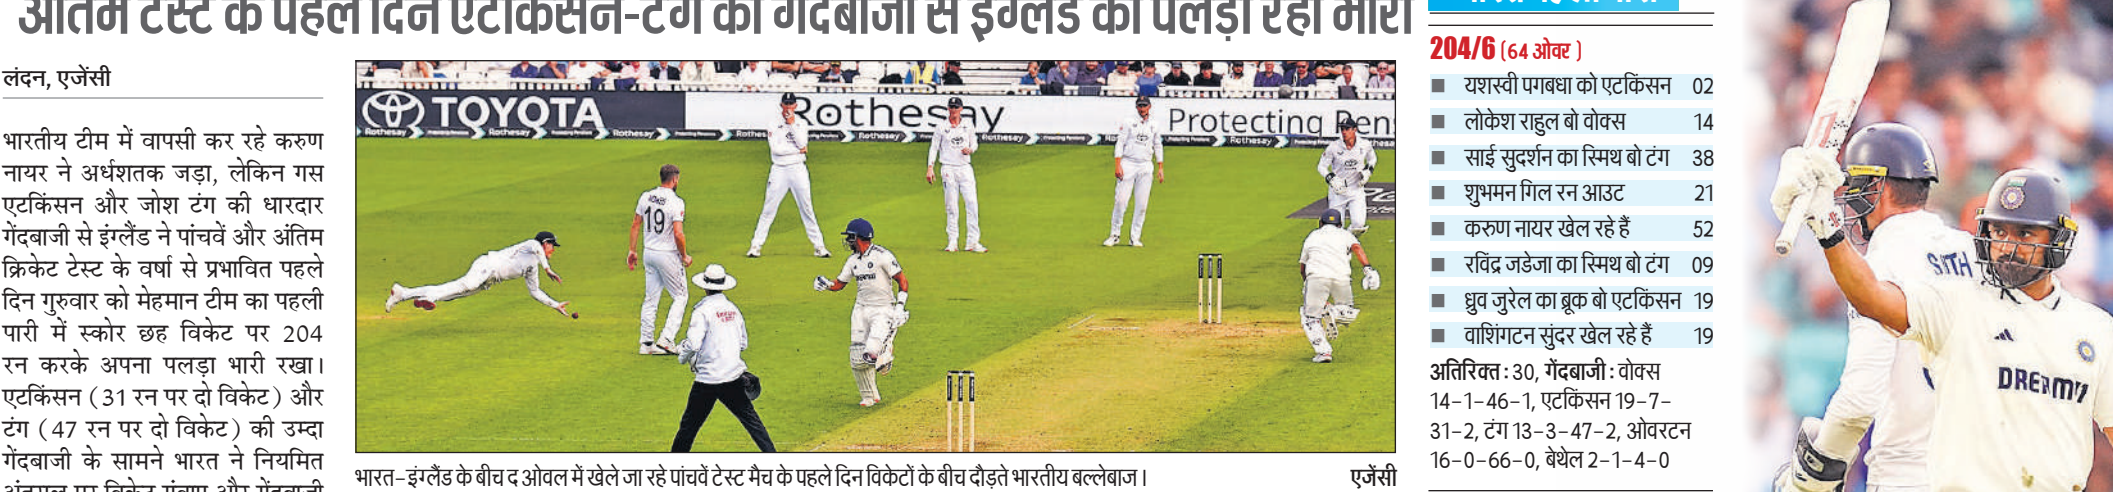 अंतिम टेस्ट के पहले दिन एटकिंसन-टंग की गेंदबाजी से इंग्लैंड का पलड़ा रहा भारी
लंदन, एजेंसी
भारतीय टीम में वापसी कर रहे करुण
नायर ने अर्धशतक जड़ा, लेकिन गस
एटकिंसन और जोश टंग की धारदार
गेंदबाजी से इंग्लैंड ने पांचवें और अंतिम
क्रिकेट टेस्ट के वर्षा से प्रभावित पहले
दिन गुरुवार को मेहमान टीम का पहली
पारी में स्कोर छह विकेट पर 204
रन करके अपना पलड़ा भारी रखा।
एटकिंसन (31 रन पर दो विकेट) और
टंग (47 रन पर दो विकेट) की उम्दा
गेंदबाजी के सामने भारत ने नियमित
TOYOTA
Rothesay
Protecting Pens
19
भारत-इंग्लैंड के बीच द ओवल में खेले जा रहे पांचवें टेस्ट मैच के पहले दिन विकेटों के बीच दौड़ते भारतीय बल्लेबाज।
एजेंसी
204/6 (64 ओवर)
यशस्वी पगबधा को एटकिंसन 02
लोकेश राहुल बो वोक्स 14
साई सुदर्शन का स्मिथ बो टंग 38
शुभमन गिल रन आउट 21
करुण नायर खेल रहे हैं 52
रविंद्र जडेजा का स्मिथ बो टंग 09
ध्रुव जुरेल का ब्रूक बो एटकिंसन 19
वाशिंगटन सुंदर खेल रहे हैं 19
अतिरिक्त : 30, गेंदबाजी : वोक्स
14-1-46-1, एटकिंसन 19-7-
31-2, टंग 13-3-47-2, ओवरटन
16-0-66-0, बेथेल 2-1-4-0